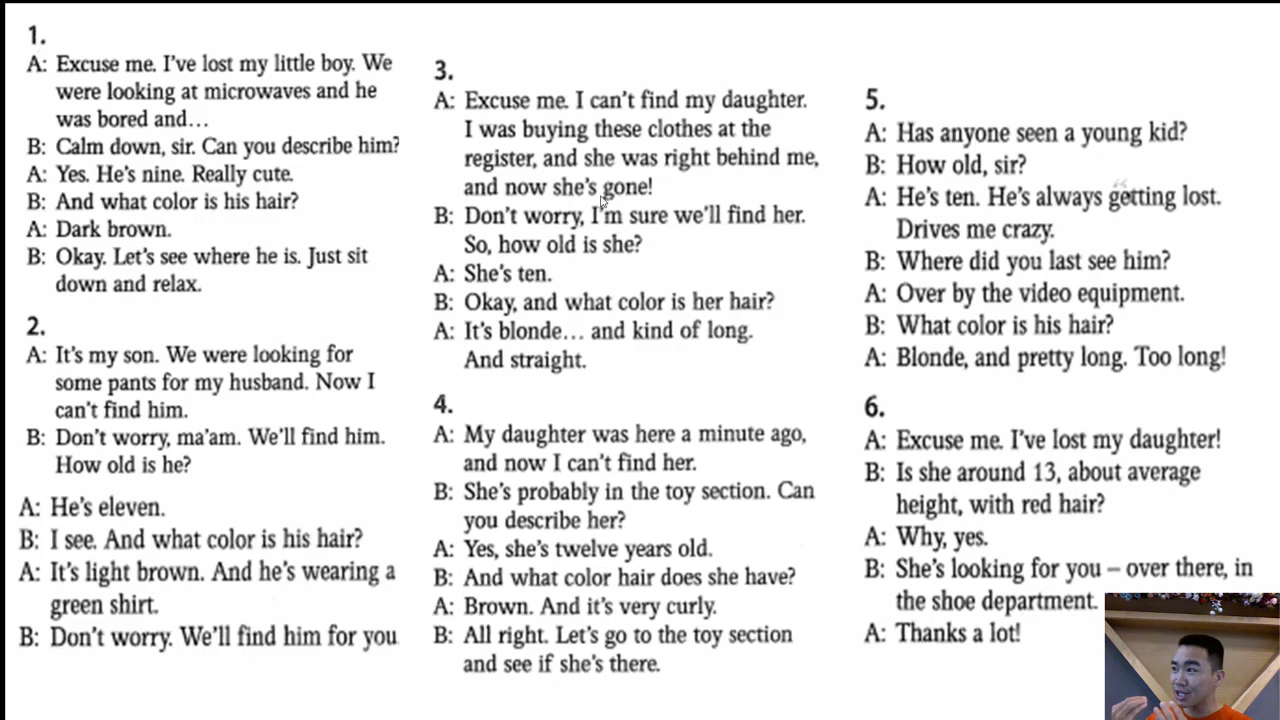 1.
A: Excuse me. I've lost my little boy. We
were looking at microwaves and he
was bored and...
B: Calm down, sir. Can you describe him?
A: Yes. He's nine. Really cute.
B: And what color is his hair?
A: Dark brown.
B: Okay. Let's see where he is. Just sit
down and relax.
2.
A: It's my son. We were looking for
some pants for my husband. Now I
can't find him.
B: Don't worry, ma'am. We'll find him.
How old is he?
A: He's eleven.
B: I see. And what color is his hair?
A: It's light brown. And he's wearing a
green shirt.
B: Don't worry. We'll find him for you
3.
A: Excuse me. I can't find my daughter.
I was buying these clothes at the
register, and she was right behind me,
and now she's gone!
B: Don't worry, I'm sure we'll find her.
So, how old is she?
A: She's ten.
B: Okay, and what color is her hair?
A: It's blonde... and kind of long.
And straight.
4.
A: My daughter was here a minute ago,
and now I can't find her.
B: She's probably in the toy section. Can
you describe her?
A: Yes, she's twelve years old.
B: And what color hair does she have?
A: Brown. And it's very curly.
B: All right. Let's go to the toy section
and see if she's there.
5.
A: Has anyone seen a young kid?
B: How old, sir?
A: He's ten. He's always getting lost.
Drives me crazy.
B: Where did you last see him?
A: Over by the video equipment.
B: What color is his hair?
A: Blonde, and pretty long. Too long!
6.
A: Excuse me. I've lost my daughter!
B: Is she around 13, about average
height, with red hair?
A: Why, yes.
B: She's looking for you – over there, in
the shoe department.
A: Thanks a lot!